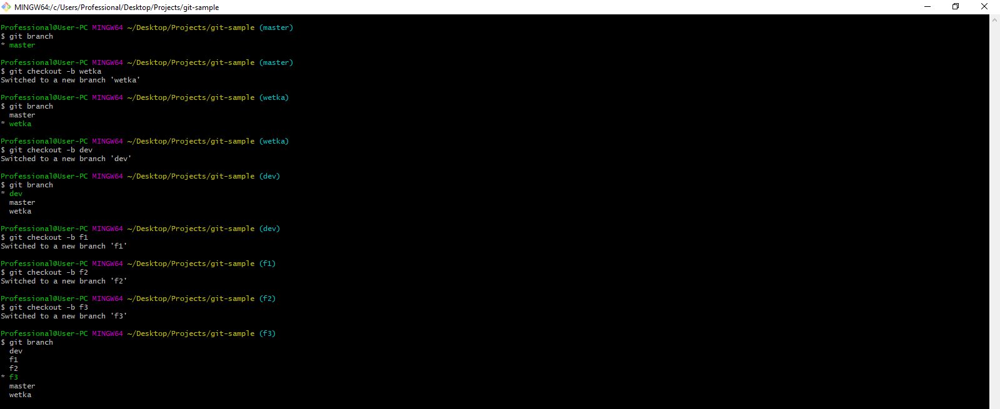 MINGW64:/c/Users/Professional/Desktop/Projects/git-sample
Professional@User-PC MINGW64 ~/Desktop/Projects/git-sample (master)
$ git branch
* master
Professional@User-PC MINGW64 ~/Desktop/Projects/git-sample (master)
$ git checkout -b wetka
Switched to a new branch 'wetka'
Professional@User-PC MINGW64 ~/Desktop/Projects/git-sample (wetka)
$ git branch
  master
* wetka
Professional@User-PC MINGW64 ~/Desktop/Projects/git-sample (wetka)
$ git checkout -b dev
Switched to a new branch 'dev'
Professional@User-PC MINGW64 ~/Desktop/Projects/git-sample (dev)
$ git branch
* dev
  master
  wetka
Professional@User-PC MINGW64 ~/Desktop/Projects/git-sample (dev)
$ git checkout -b f1
Switched to a new branch 'f1'
Professional@User-PC MINGW64 ~/Desktop/Projects/git-sample (f1)
$ git checkout -b f2
Switched to a new branch 'f2'
Professional@User-PC MINGW64 ~/Desktop/Projects/git-sample (f2)
$ git checkout -b f3
Switched to a new branch 'f3'
Professional@User-PC MINGW64 ~/Desktop/Projects/git-sample (f3)
$ git branch
  dev
  f1
  f2
* f3
  master
  wetka